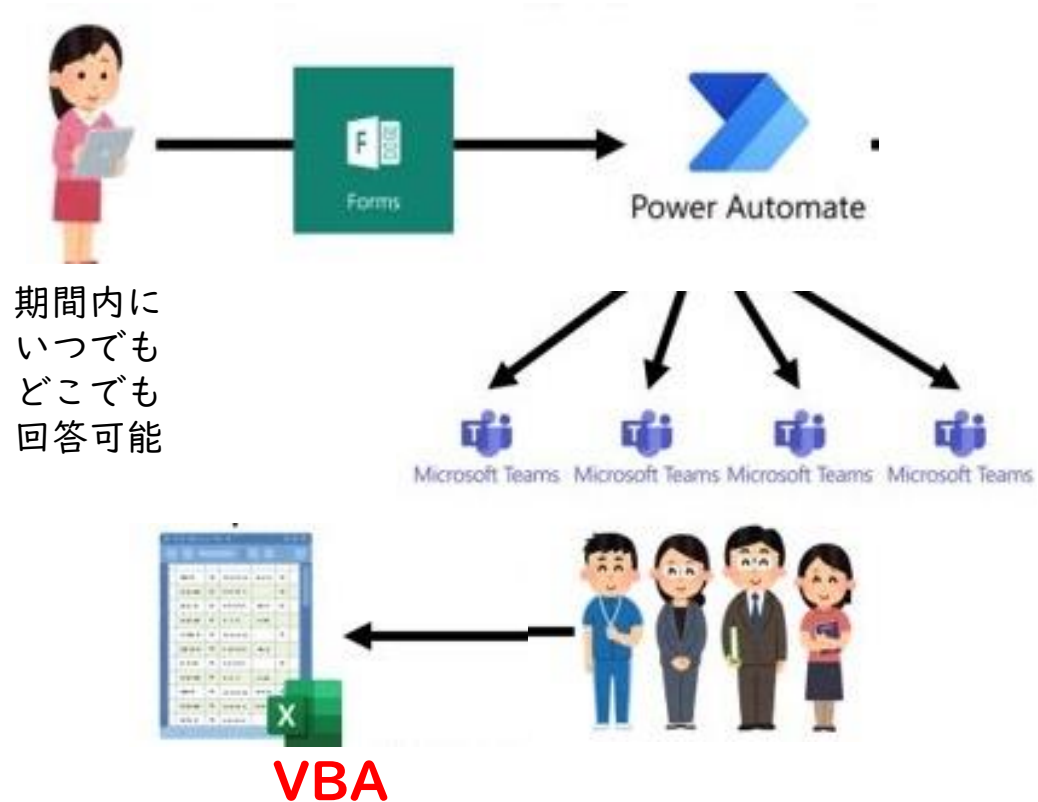 F
Forms
Power Automate
期間内に
いつでも
どこでも
回答可能
T T T T
Microsoft Teams Microsoft Teams Microsoft Teams Microsoft Teams
X
VBA